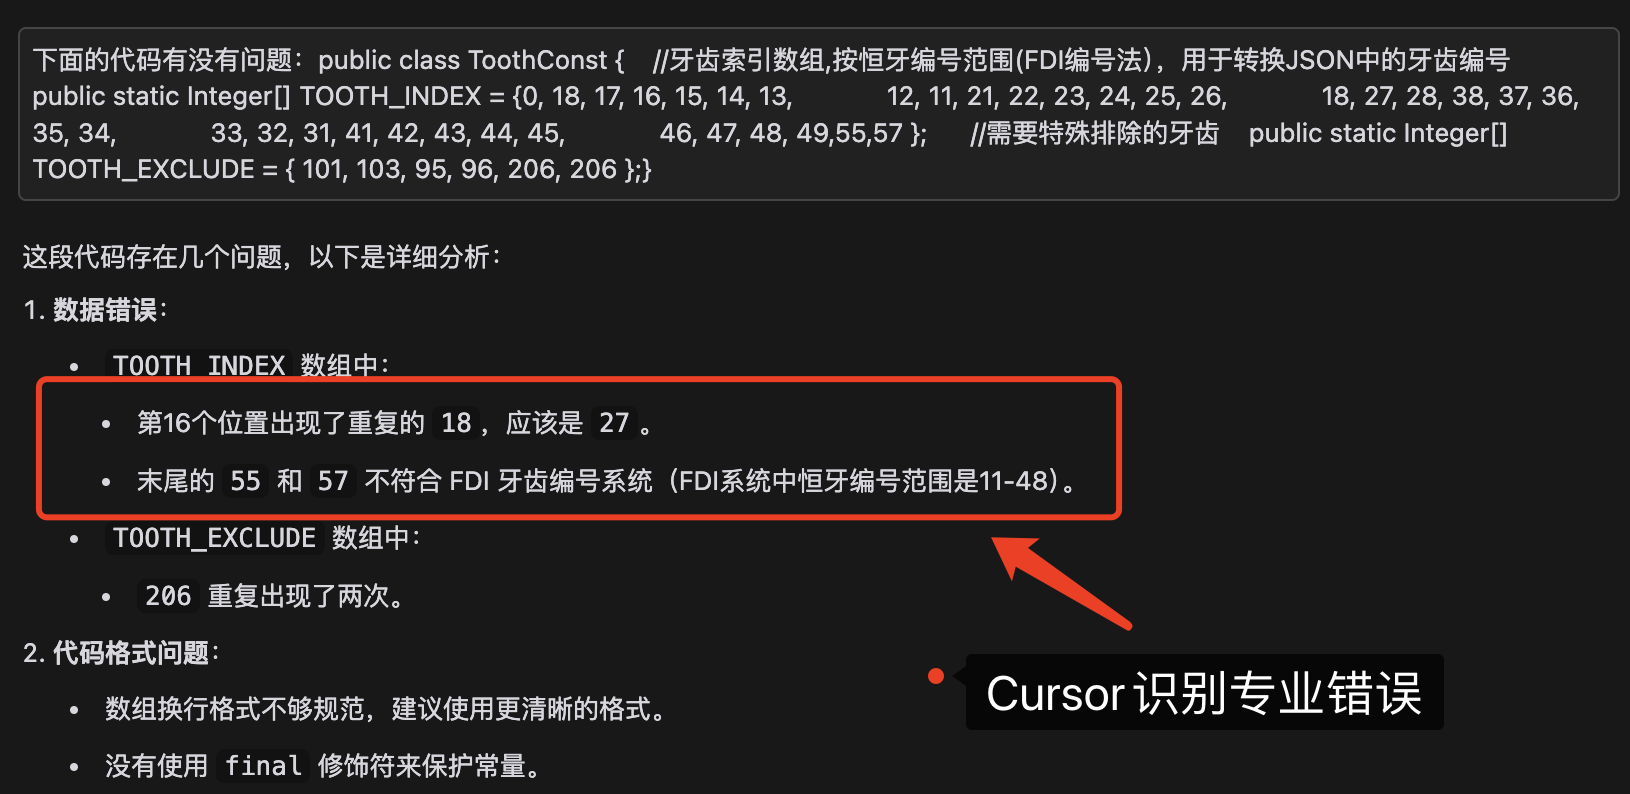 下面的代码有没有问题：public class ToothConst {    //牙齿索引数组,按恒牙编号范围(FDI编号法)，用于转换JSON中的牙齿编号
public static Integer[] TOOTH_INDEX = {0, 18, 17, 16, 15, 14, 13,             12, 11, 21, 22, 23, 24, 25, 26,             18, 27, 28, 38, 37, 36,
35, 34,             33, 32, 31, 41, 42, 43, 44, 45,             46, 47, 48, 49,55,57 };      //需要特殊排除的牙齿    public static Integer[]
TOOTH_EXCLUDE = { 101, 103, 95, 96, 206, 206 };}
这段代码存在几个问题，以下是详细分析：
1. 数据错误：
• TOOTH_INDEX 数组中：
• 第16个位置出现了重复的 18，应该是 27。
• 末尾的 55 和 57 不符合 FDI 牙齿编号系统（FDI系统中恒牙编号范围是11-48）。
• TOOTH_EXCLUDE 数组中：
• 206 重复出现了两次。
2. 代码格式问题：
• 数组换行格式不够规范，建议使用更清晰的格式。
Cursor识别专业错误
• 没有使用 final 修饰符来保护常量。